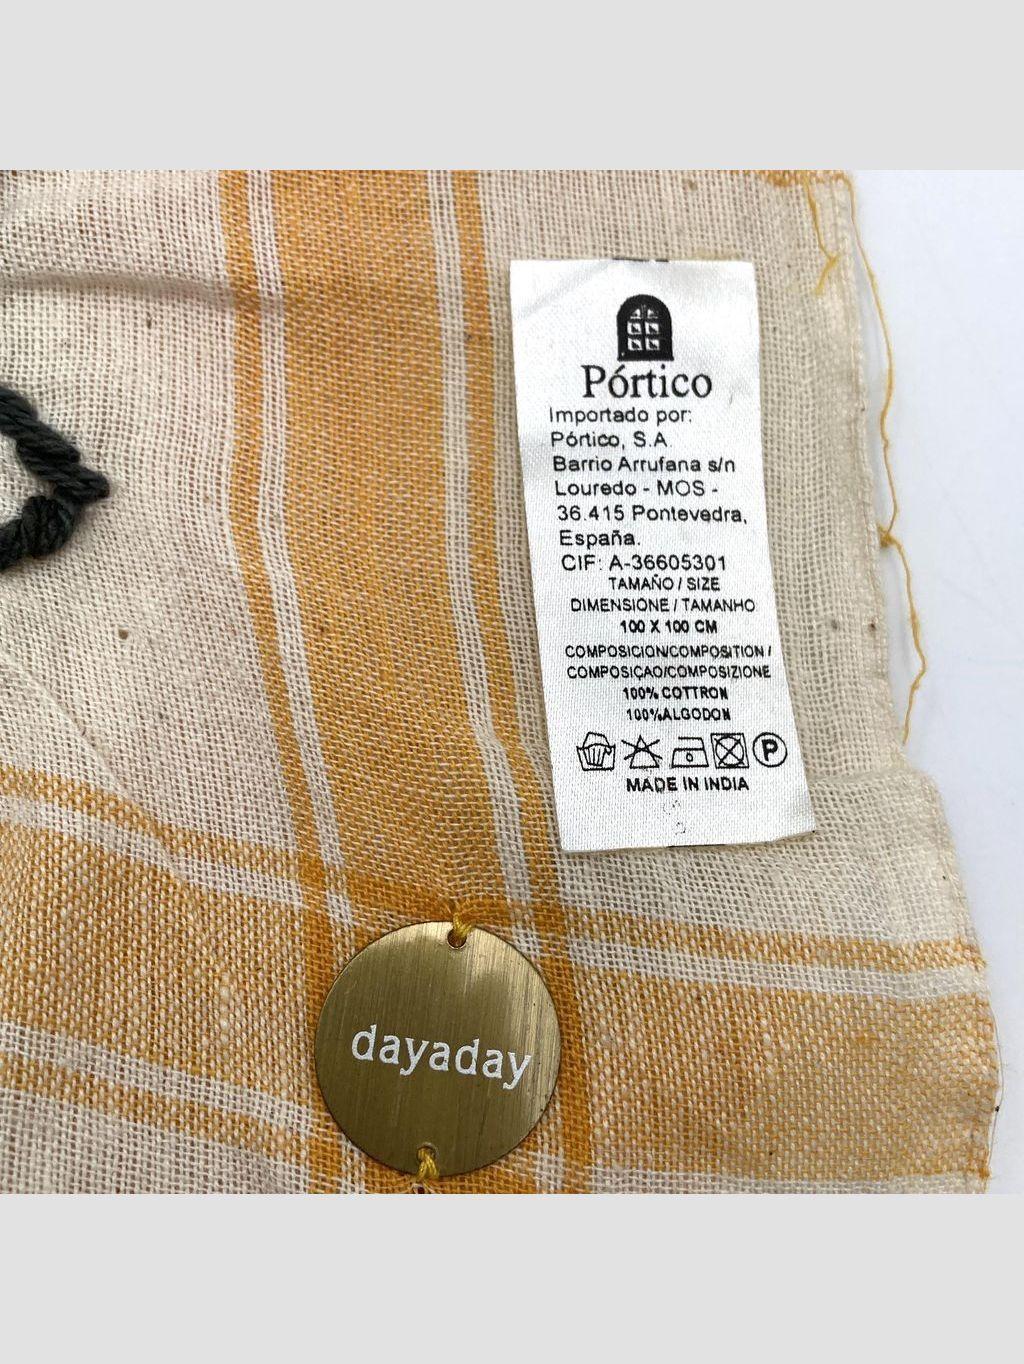 Pórtico
Importado por:
Pórtico, S.A.
Barrio Arrufana s/n
Louredo - MOS -
36.415 Pontevedra,
España.
CIF: A-36605301
TAMAÑO / SIZE
DIMENSIONE / TAMANHO
100 X 100 CM
COMPOSICION/COMPOSITION /
COMPOSIÇAO/COMPOSIZIONE
100% COTTRON
100%ALGODON
P
MADE IN INDIA
dayaday